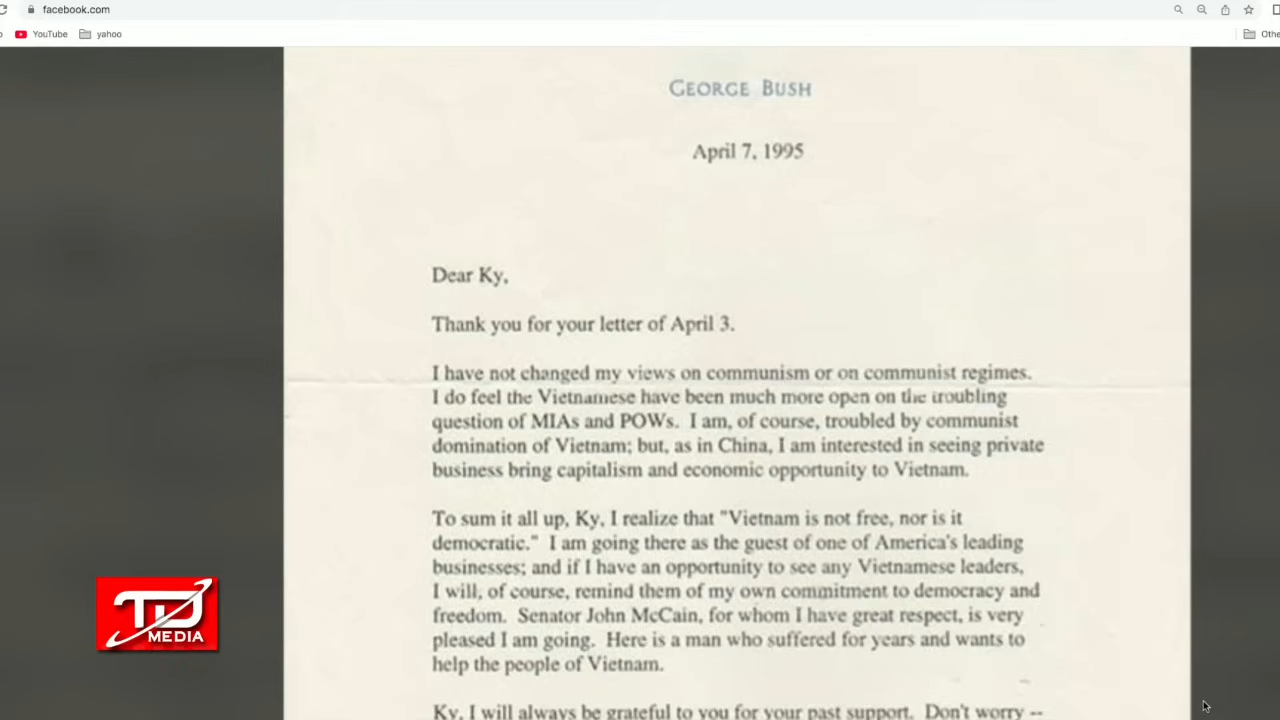 facebook.com
YouTube
yahoo
GEORGE BUSH
April 7, 1995
Dear Ky,
Thank you for your letter of April 3.
I have not changed my views on communism or on communist regimes.
I do feel the Vietnamese have been much more open on the troubling
question of MIAs and POWs. I am, of course, troubled by communist
domination of Vietnam; but, as in China, I am interested in seeing private
business bring capitalism and economic opportunity to Vietnam.
To sum it all up, Ky, I realize that "Vietnam is not free, nor is it
democratic." I am going there as the guest of one of America's leading
businesses; and if I have an opportunity to see any Vietnamese leaders,
I will, of course, remind them of my own commitment to democracy and
freedom. Senator John McCain, for whom I have great respect, is very
pleased I am going. Here is a man who suffered for years and wants to
help the people of Vietnam.
Ky, I will always be grateful to you for your past support. Don't worry --
TD
MEDIA